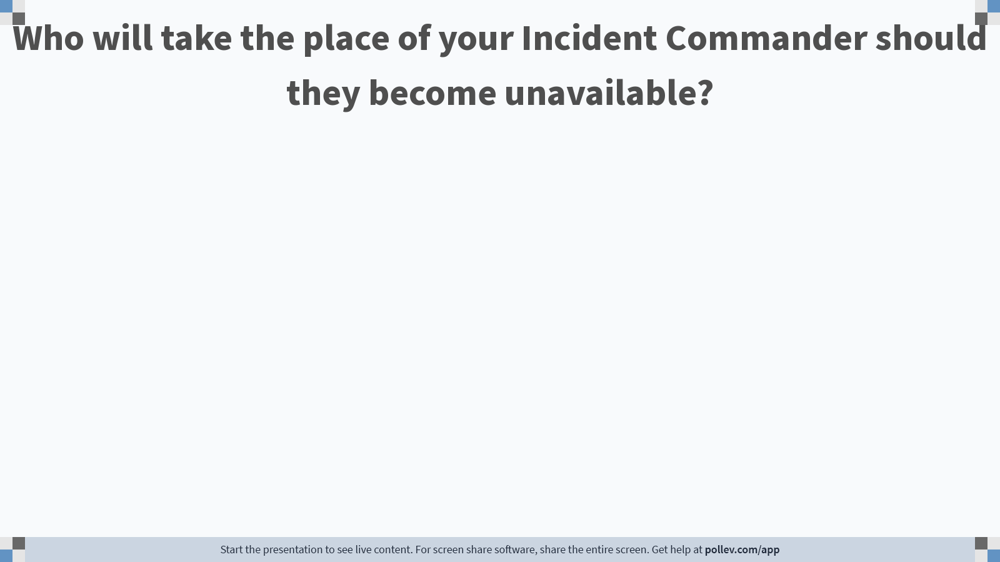 Who will take the place of your Incident Commander should
they become unavailable?
Start the presentation to see live content. For screen share software, share the entire screen. Get help at pollev.com/app